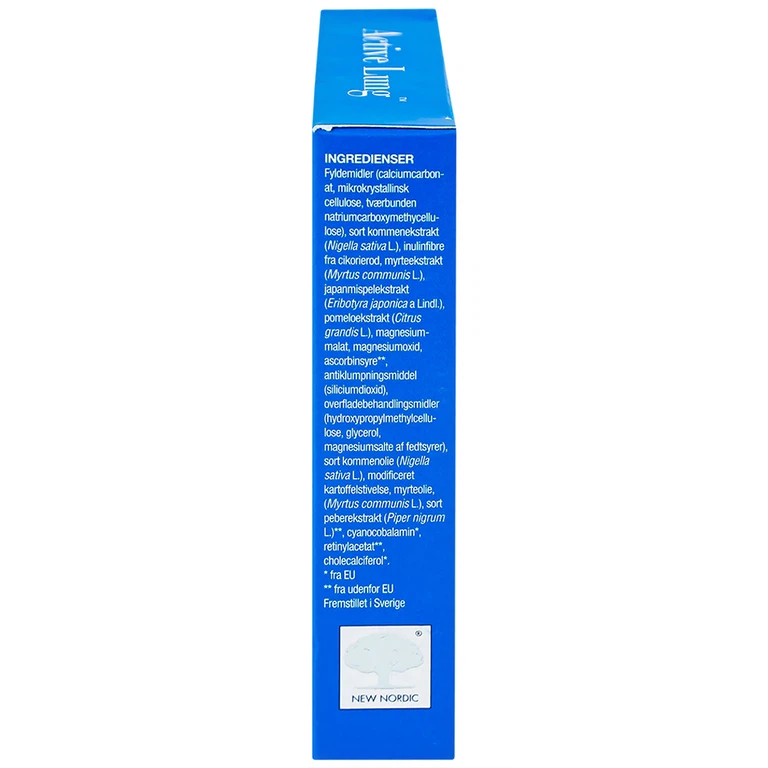 Active Lung™
INGREDIENSER
Fyldemidler (calciumcarbon-
at, mikrokrystallinsk
cellulose, tværbunden
natriumcarboxymethycellu-
lose), sort kommenekstrakt
(Nigella sativa L.), inulinfibre
fra cikorierod, myrteekstrakt
(Myrtus communis L.),
japanmispelekstrakt
(Eribotyra japonica a Lindl.),
pomeloekstrakt (Citrus
grandis L.), magnesium-
malat, magnesiumoxid,
ascorbinsyre**,
antiklumpningsmiddel
(siliciumdioxid),
overfladebehandlingsmidler
(hydroxypropylmethylcellu-
lose, glycerol,
magnesiumsalte af fedtsyrer),
sort kommenolie (Nigella
sativa L.), modificeret
kartoffelstivelse, myrteolie,
(Myrtus communis L.), sort
peberekstrakt (Piper nigrum
L.)**, cyanocobalamin*,
retinylacetat**,
cholecalciferol*.
* fra EU
** fra udenfor EU
Fremstillet i Sverige
®
NEW NORDIC